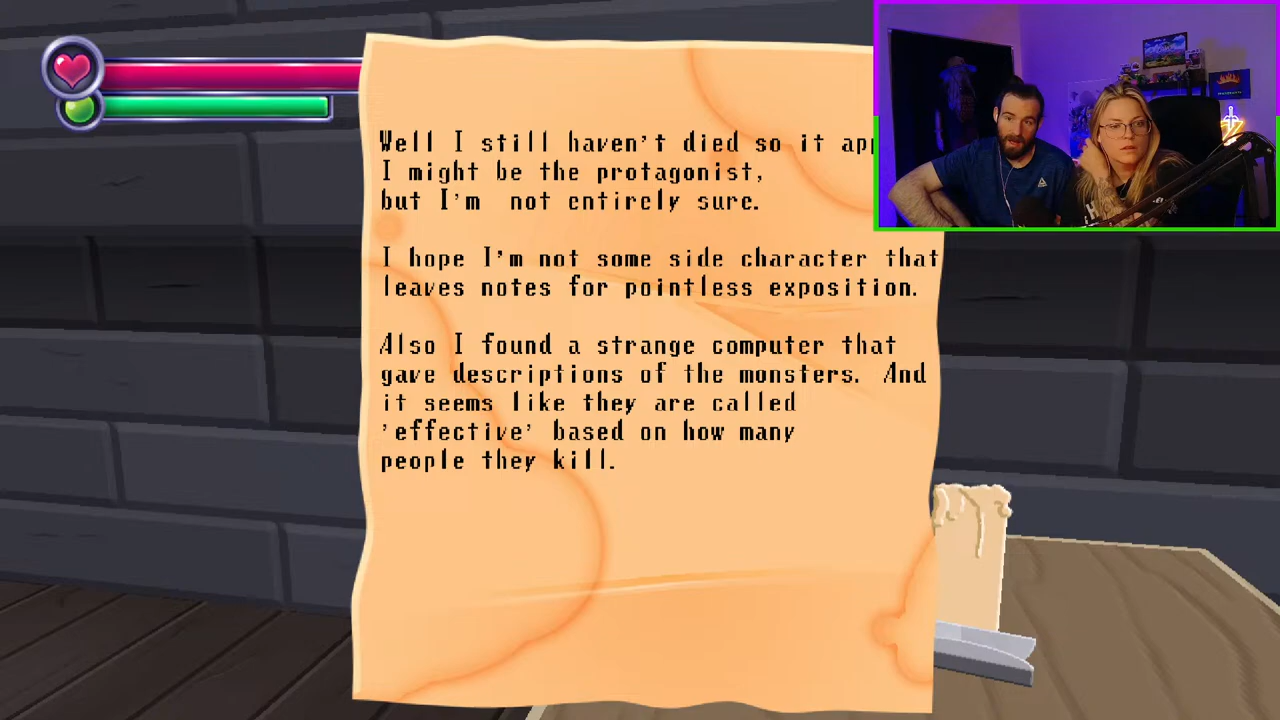 Well I still haven't died so it app
I might be the protagonist,
but I'm not entirely sure.
I hope I'm not some side character that
leaves notes for pointless exposition.
Also I found a strange computer that
gave descriptions of the monsters. And
it seems like they are called
'effective' based on how many
people they kill.